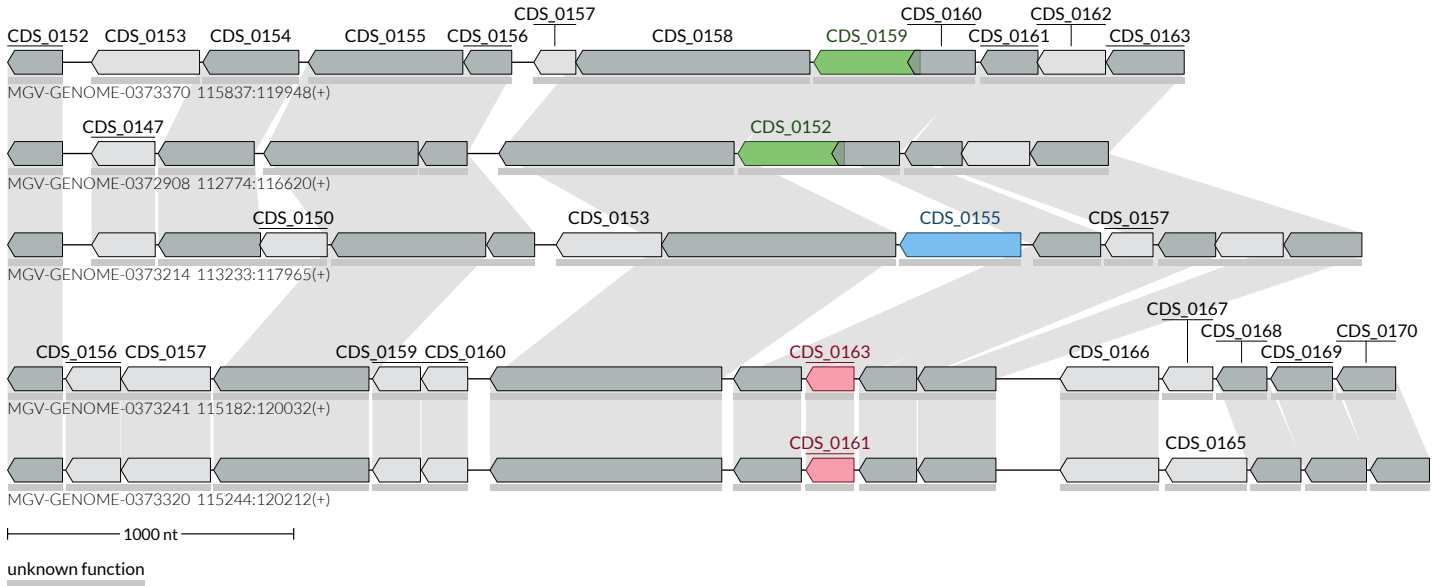 CDS_0152 CDS_0153 CDS_0154 CDS_0155 CDS_0156 CDS_0157 CDS_0158 CDS_0159 CDS_0160 CDS_0161 CDS_0162 CDS_0163
MGV-GENOME-0373370 115837:119948(+)
CDS_0147 CDS_0152
MGV-GENOME-0372908 112774:116620(+)
CDS_0150 CDS_0153 CDS_0155 CDS_0157
MGV-GENOME-0373214 113233:117965(+)
CDS_0156 CDS_0157 CDS_0159 CDS_0160 CDS_0163 CDS_0166 CDS_0167 CDS_0168 CDS_0169 CDS_0170
MGV-GENOME-0373241 115182:120032(+)
CDS_0161 CDS_0165
MGV-GENOME-0373320 115244:120212(+)
1000 nt
unknown function